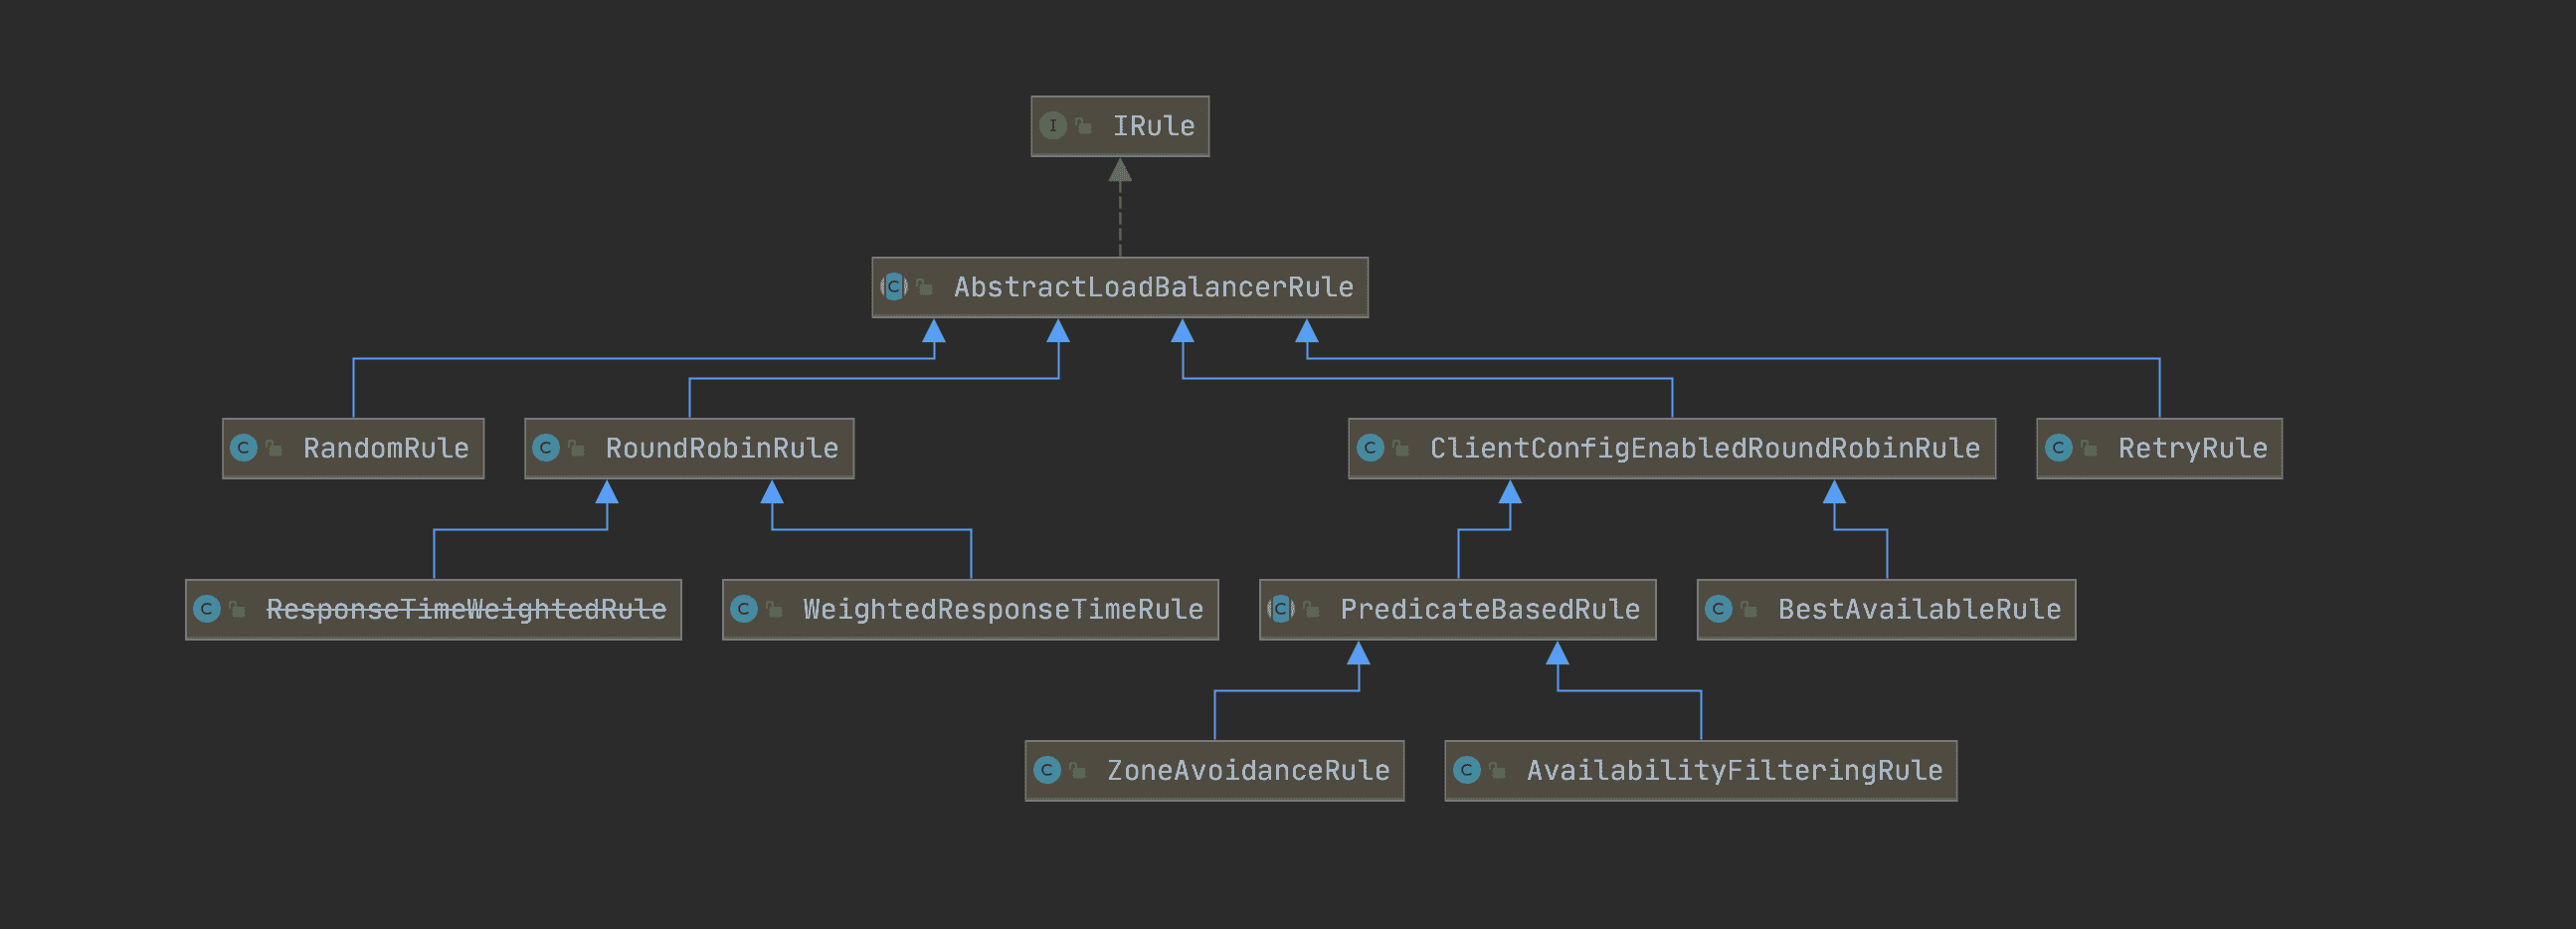 IRule
AbstractLoadBalancerRule
RandomRule
RoundRobinRule
ClientConfigEnabledRoundRobinRule
RetryRule
ResponseTimeWeightedRule
WeightedResponseTimeRule
PredicateBasedRule
BestAvailableRule
ZoneAvoidanceRule
AvailabilityFilteringRule